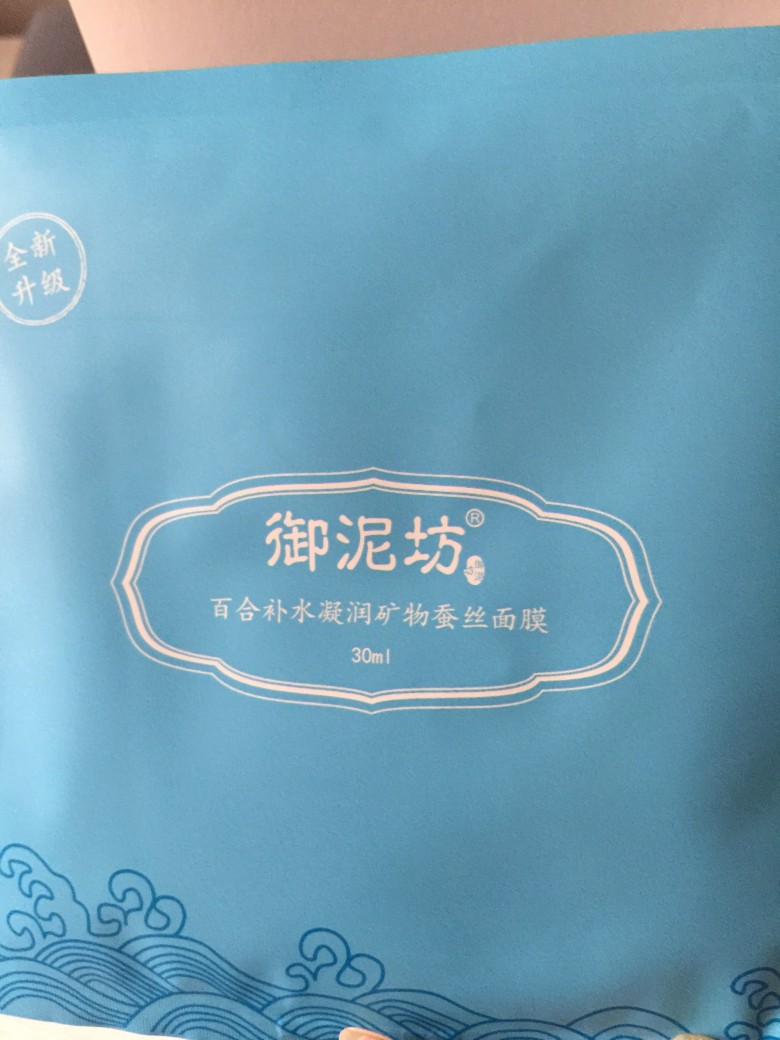 全新
升级
御泥坊®
百合补水凝润矿物蚕丝面膜
30ml